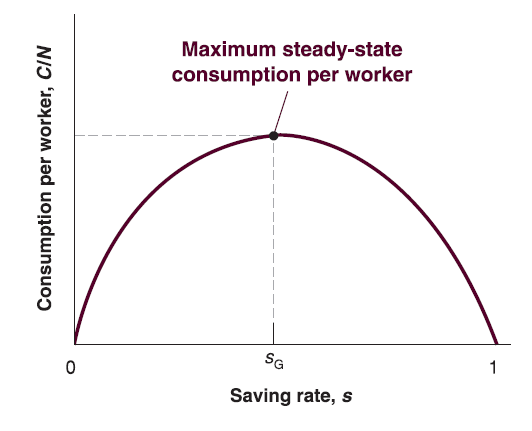 Maximum steady-state
consumption per worker
Consumption per worker, C/N
0
sG
1
Saving rate, s